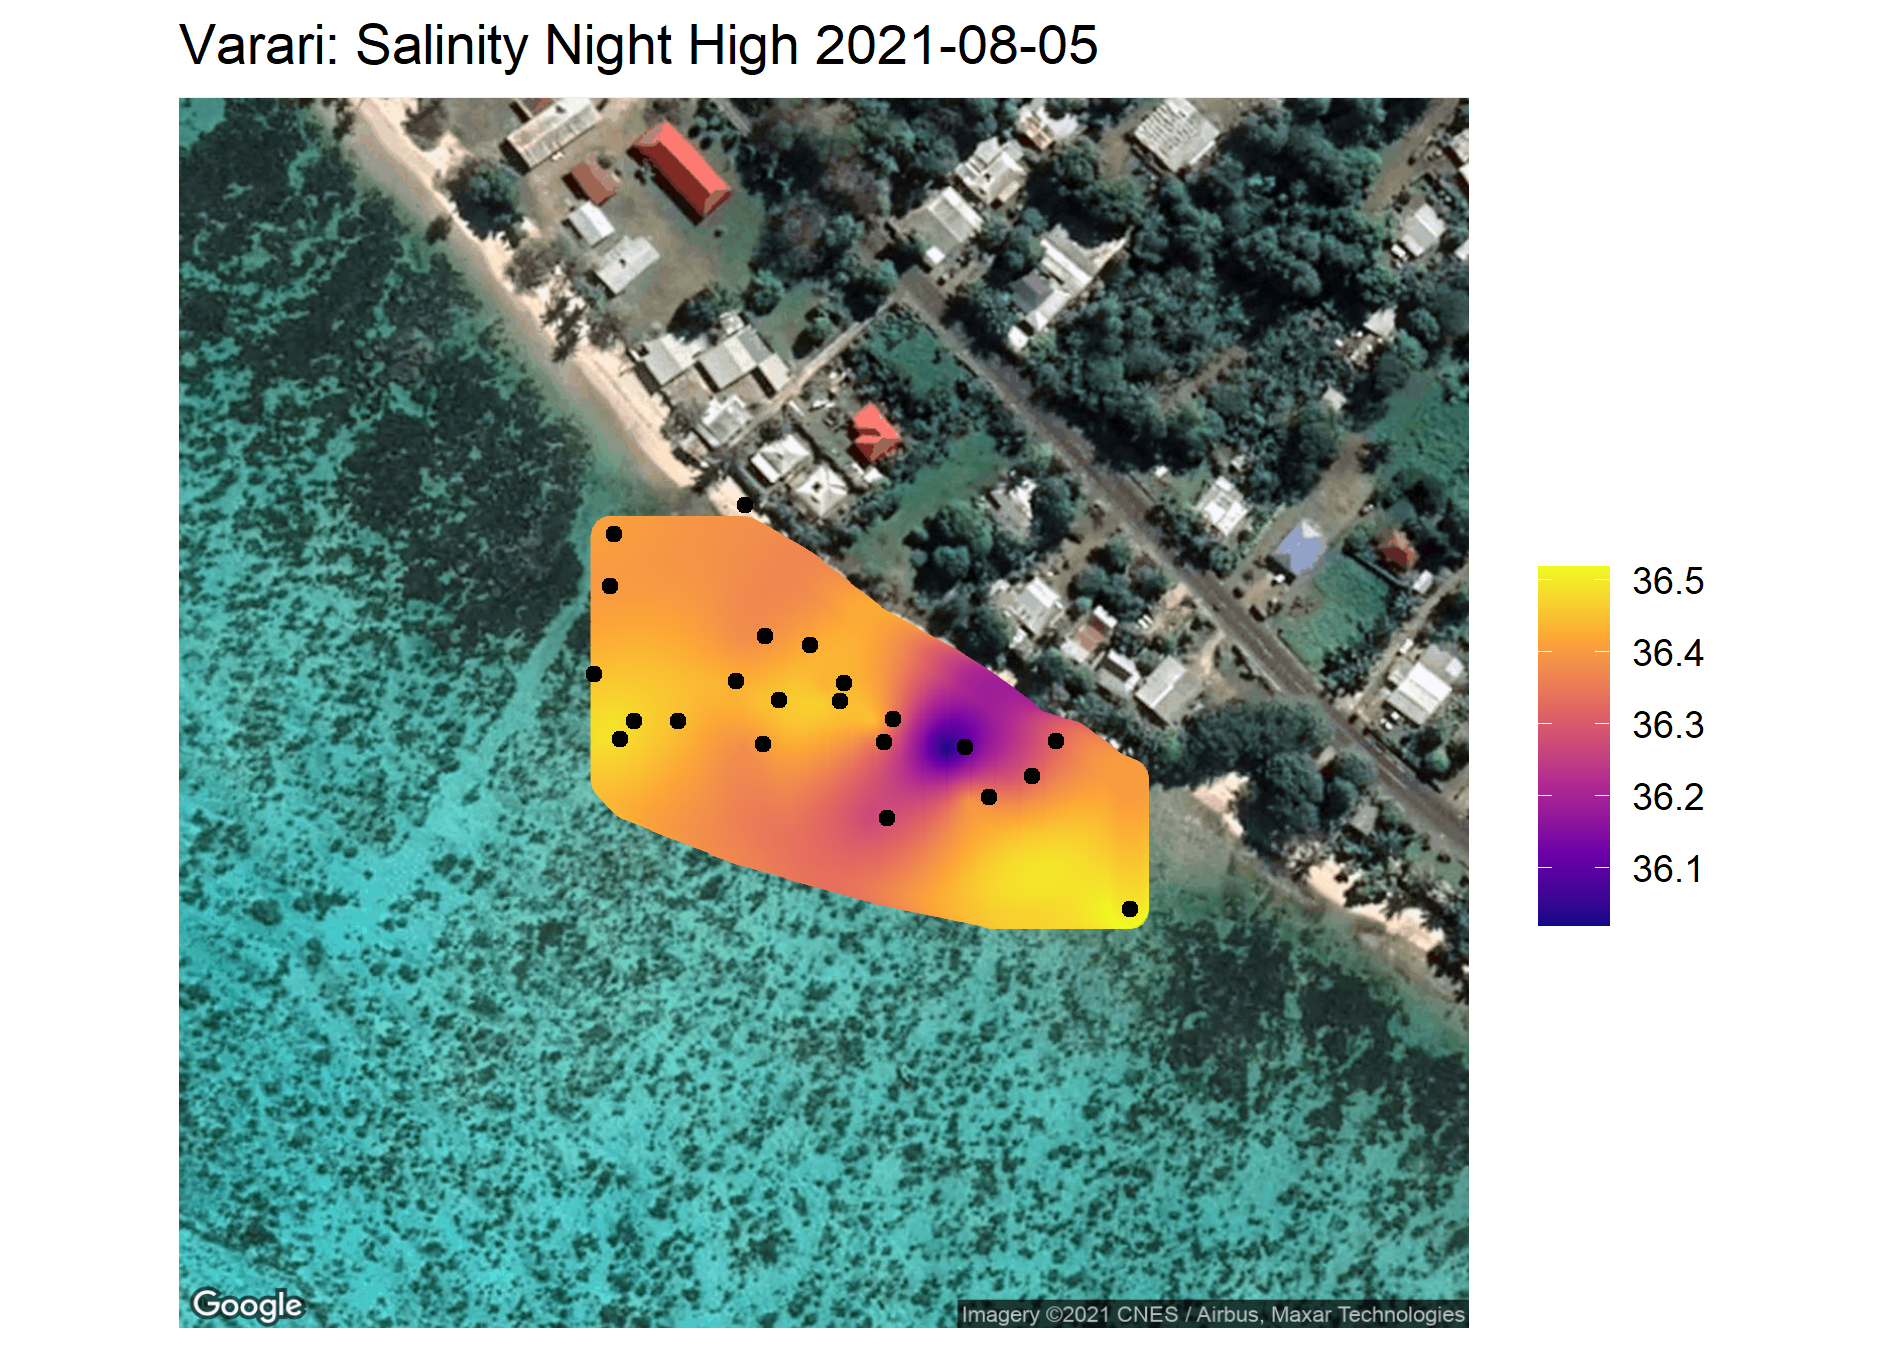 Varari: Salinity Night High 2021-08-05
36.5
36.4
36.3
36.2
36.1
Google
Imagery ©2021 CNES / Airbus, Maxar Technologies